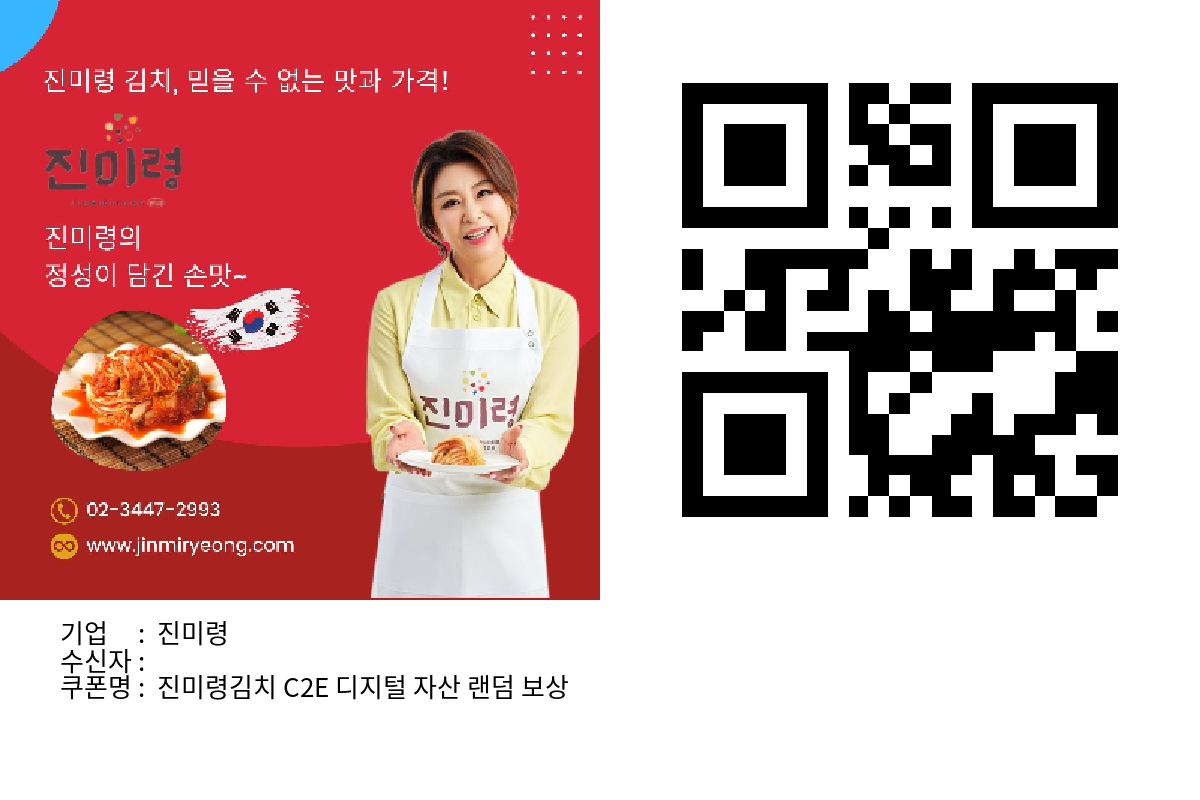 진미령 김치, 믿을 수 없는 맛과 가격!
진미령
진미령의
정성이 담긴 손맛~
진미령
02-3447-2993
www.jinmiryeong.com
기업 : 진미령
수신자 :
쿠폰명 : 진미령김치 C2E 디지털 자산 랜덤 보상